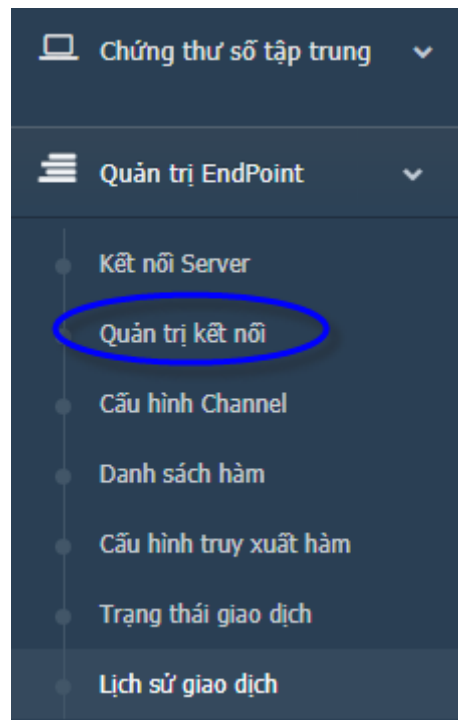 Chứng thư số tập trung
Quản trị EndPoint
Kết nối Server
Quản trị kết nối
Cấu hình Channel
Danh sách hàm
Cấu hình truy xuất hàm
Trạng thái giao dịch
Lịch sử giao dịch